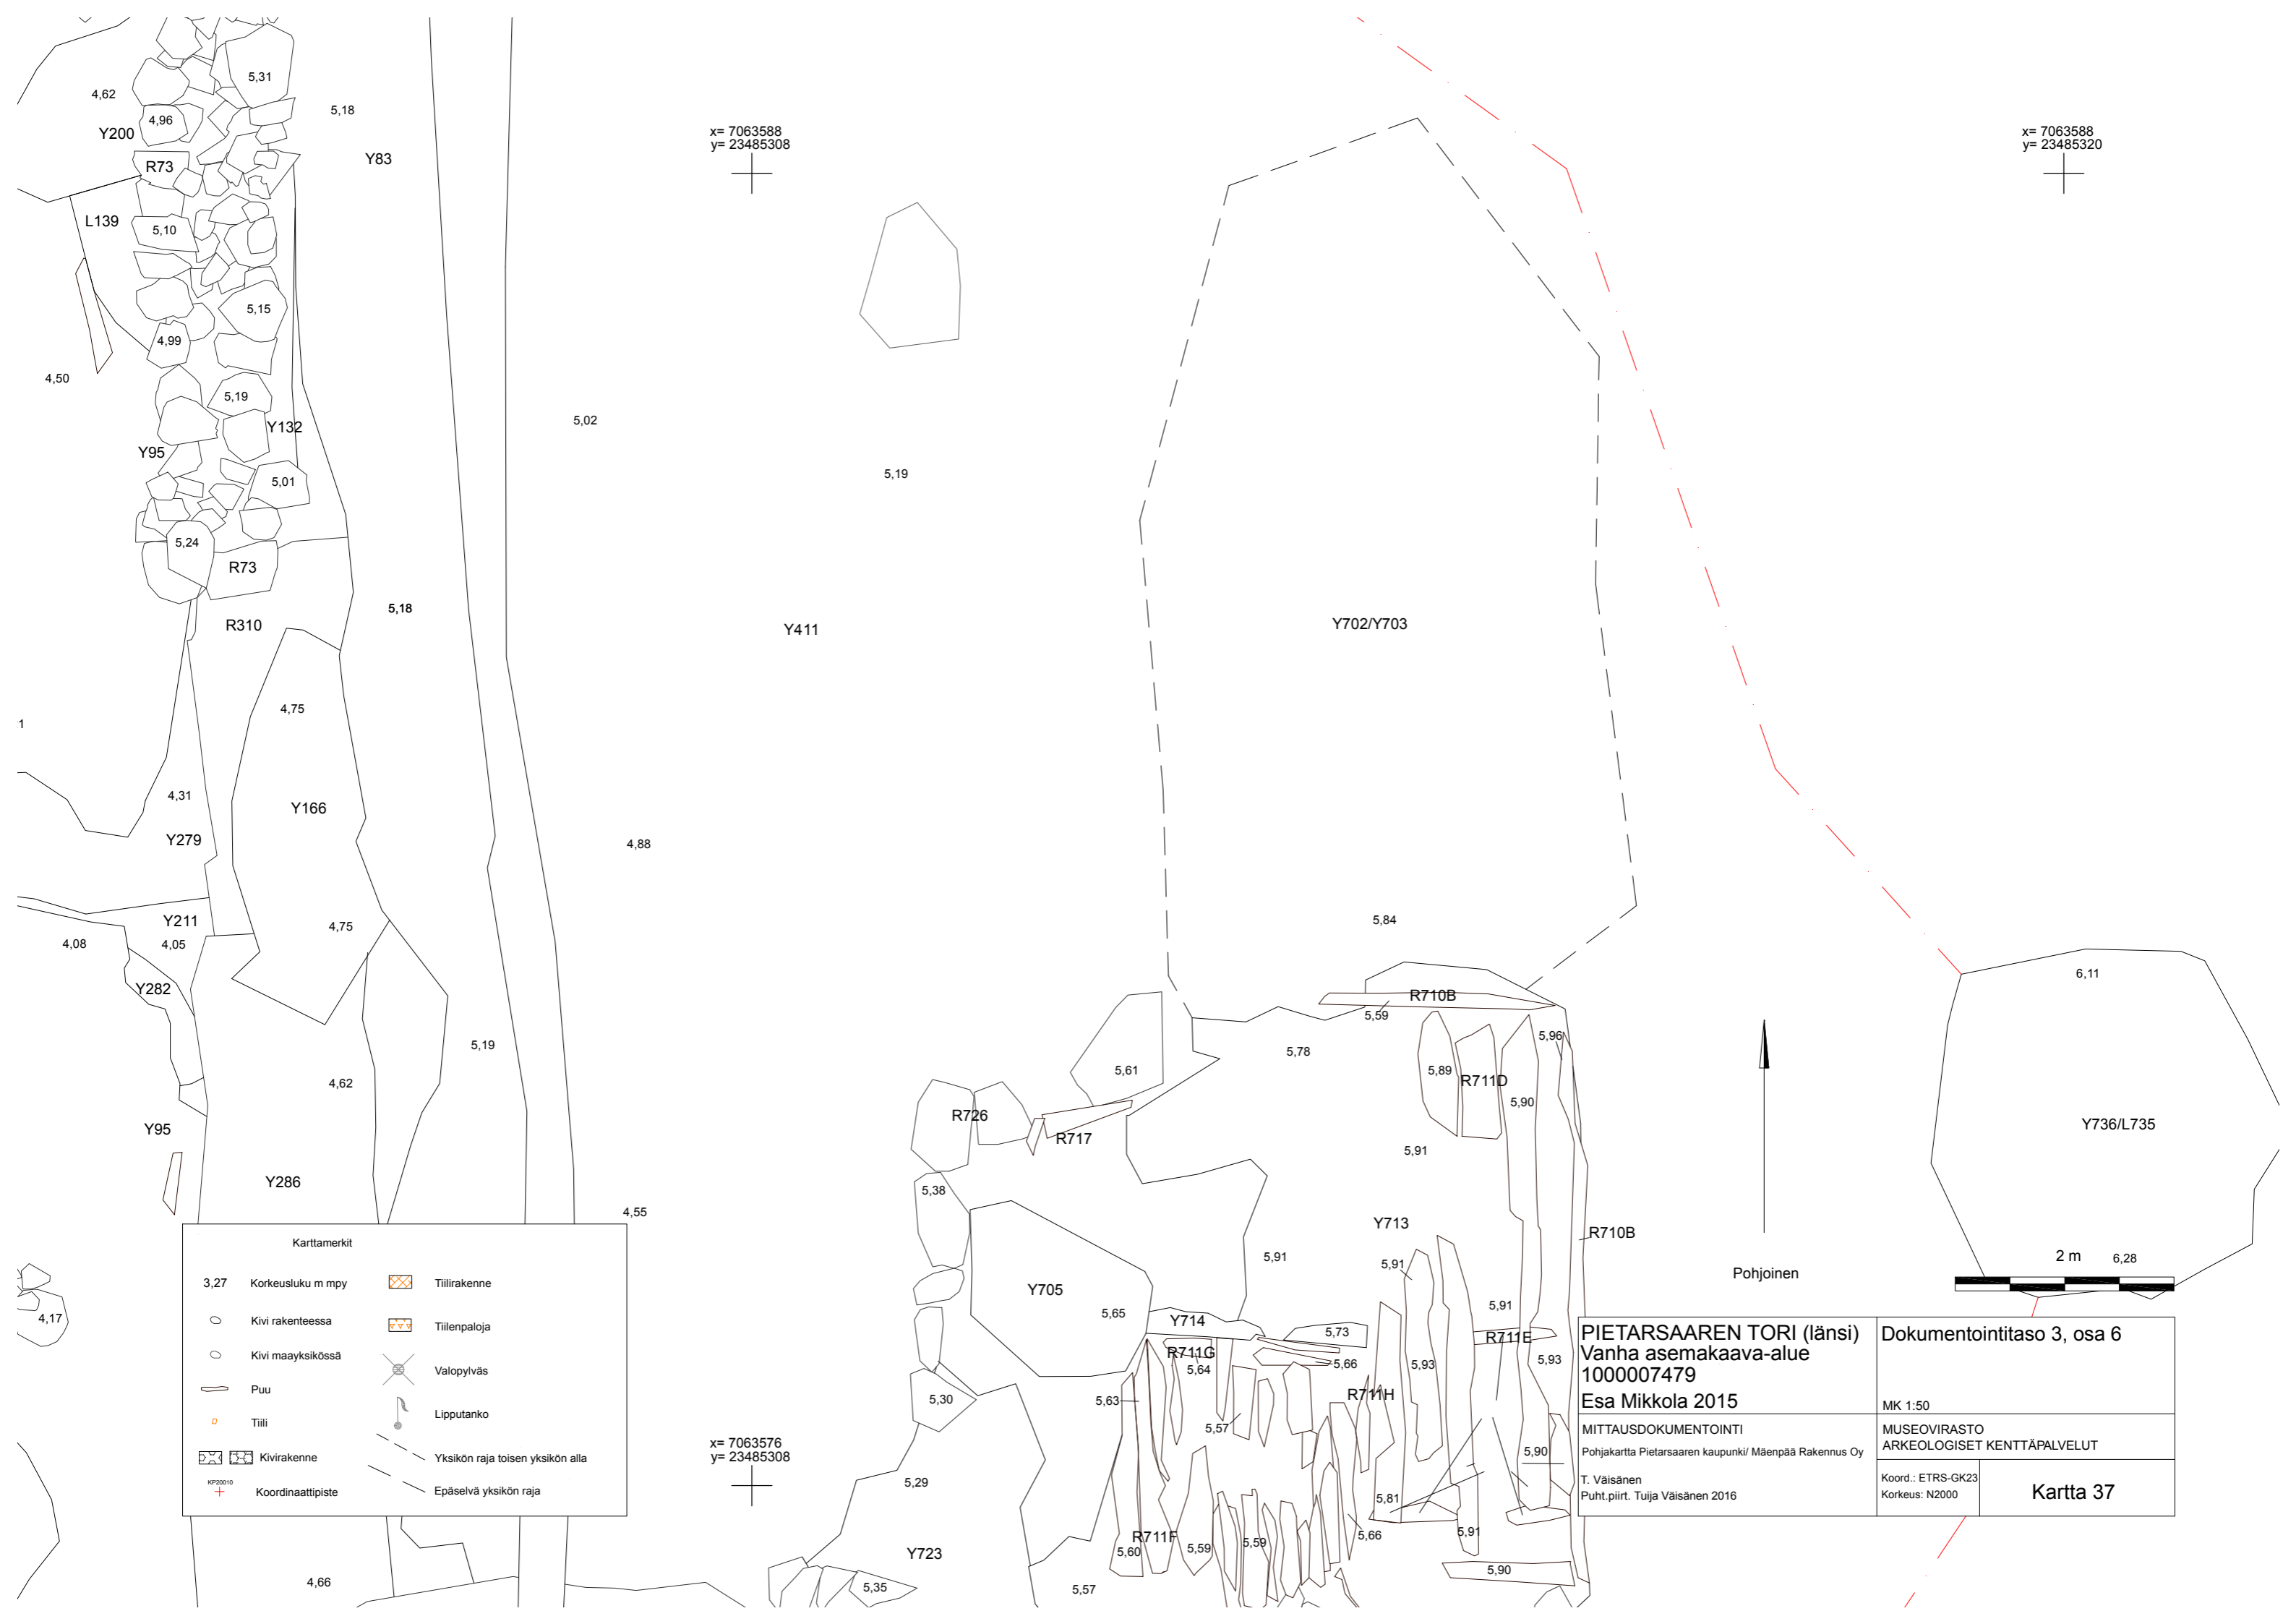 5,31
4,62
5,18
4,96
Y200
Y83
R73
x= 7063588
y= 23485308
x= 7063588
y= 23485320
L139
5,10
5,15
4,99
4,50
5,19
5,02
Y132
Y95
5,19
5,01
5,24
R73
5,18
R310
Y411
Y702/Y703
4,75
1
4,31
Y166
Y279
4,88
Y211
4,75
4,08
4,05
5,84
6,11
Y282
R710B
5,59
5,96
5,19
5,78
5,61
5,89
R711D
4,62
5,90
R726
Y95
R717
5,91
Y736/L735
Y286
5,38
4,55
Y713
R710B
5,91
5,91
Pohjoinen
2 m
6,28
Y705
5,65
5,91
4,17
Y714
5,73
R711E
R711G
5,64
5,66
5,93
5,93
5,63
R711H
5,30
5,57
x= 7063576
y= 23485308
5,90
5,29
5,81
R711F
5,66
5,91
5,60
5,59
5,59
Y723
4,66
5,35
5,57
5,90
Karttamerkit
3,27 Korkeusluku m mpy
Kivi rakenteessa
Kivi maayksikössä
Puu
Tiili
Kivirakenne
KP20010
Koordinaattipiste
Tiilirakenne
Tiilenpaloja
Valopylväs
Lipputanko
Yksikön raja toisen yksikön alla
Epäselvä yksikön raja
PIETARSAAREN TORI (länsi)
Vanha asemakaava-alue
1000007479
Esa Mikkola 2015
Dokumentointitaso 3, osa 6
MK 1:50
MITTAUSDOKUMENTOINTI
Pohjakartta Pietarsaaren kaupunki/ Mäenpää Rakennus Oy
T. Väisänen
Puht.piirt. Tuija Väisänen 2016
MUSEOVIRASTO
ARKEOLOGISET KENTTÄPALVELUT
Koord.: ETRS-GK23
Korkeus: N2000
Kartta 37